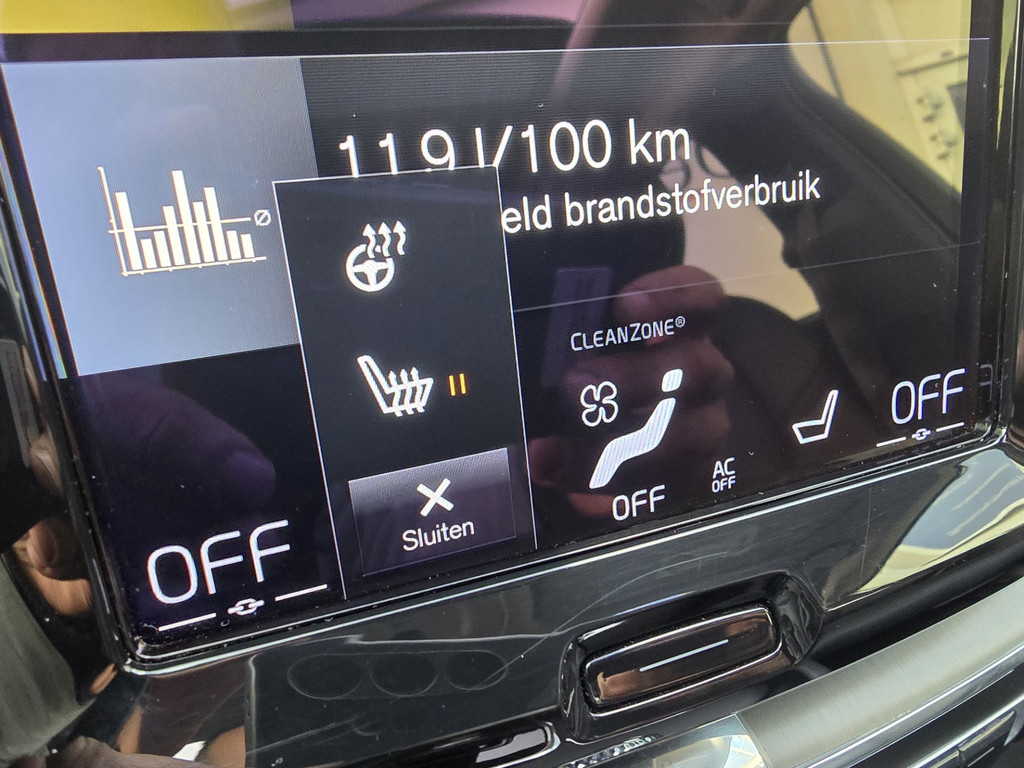 11.9 l/100 km
eld brandstofverbruik
Ø
CLEANZONE®
OFF
AC
OFF
OFF
Sluiten
OFF